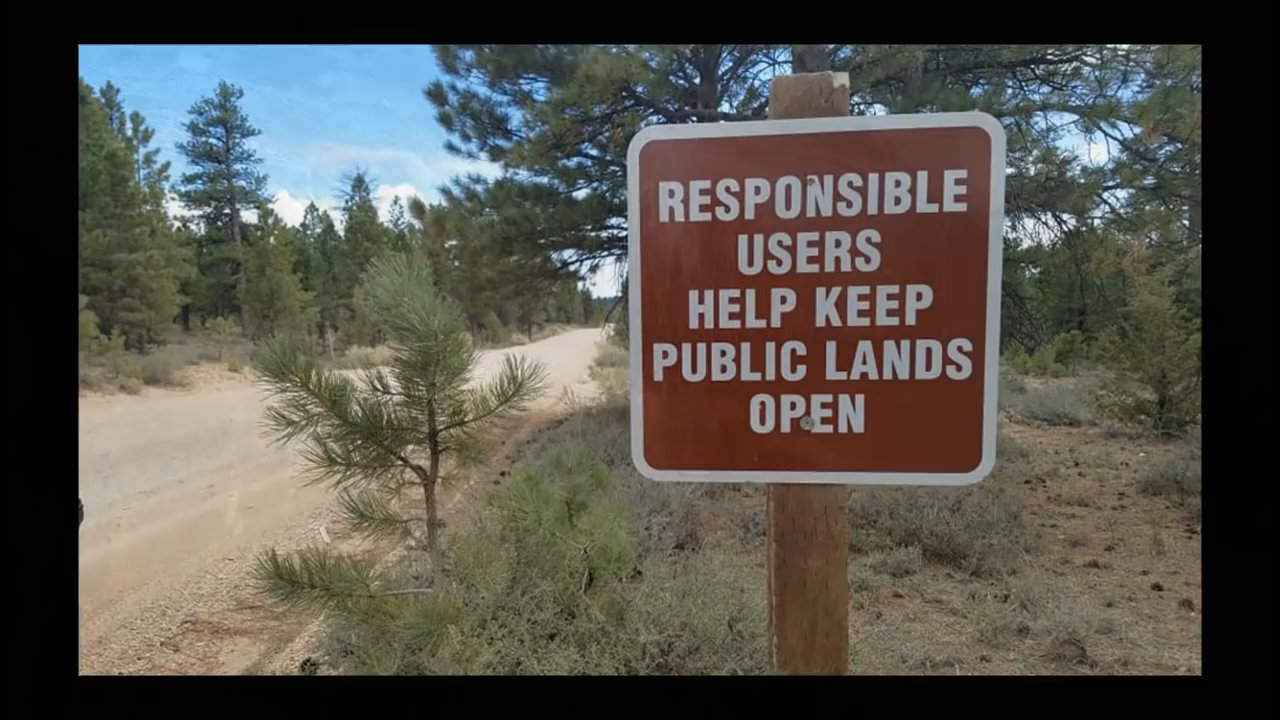 RESPONSIBLE
USERS
HELP KEEP
PUBLIC LANDS
OPEN